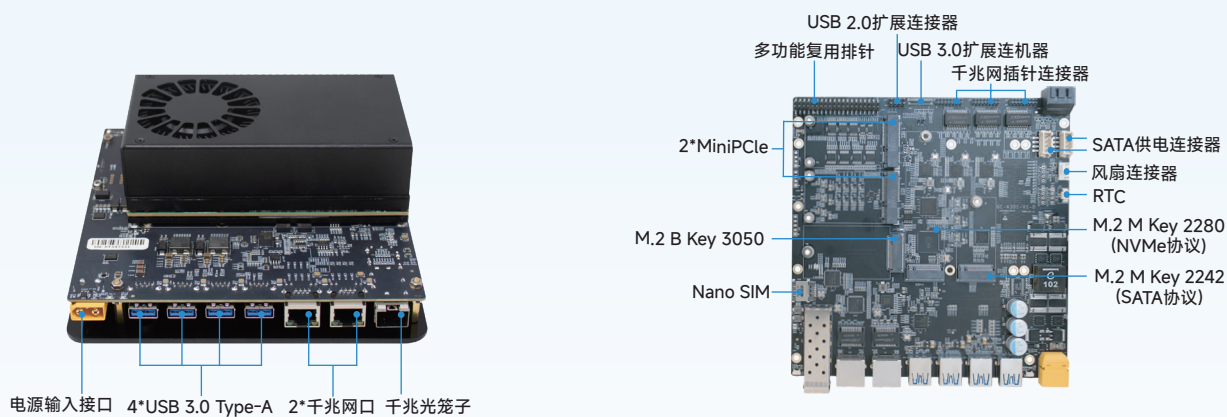 电源输入接口
4*USB 3.0 Type-A
2*千兆网口
千兆光笼子
USB 2.0扩展连接器
多功能复用排针
USB 3.0扩展连机器
千兆网插针连接器
2*MiniPCle
SATA供电连接器
风扇连接器
RTC
M.2 B Key 3050
M.2 M Key 2280
(NVMe协议)
Nano SIM
M.2 M Key 2242
(SATA协议)
102